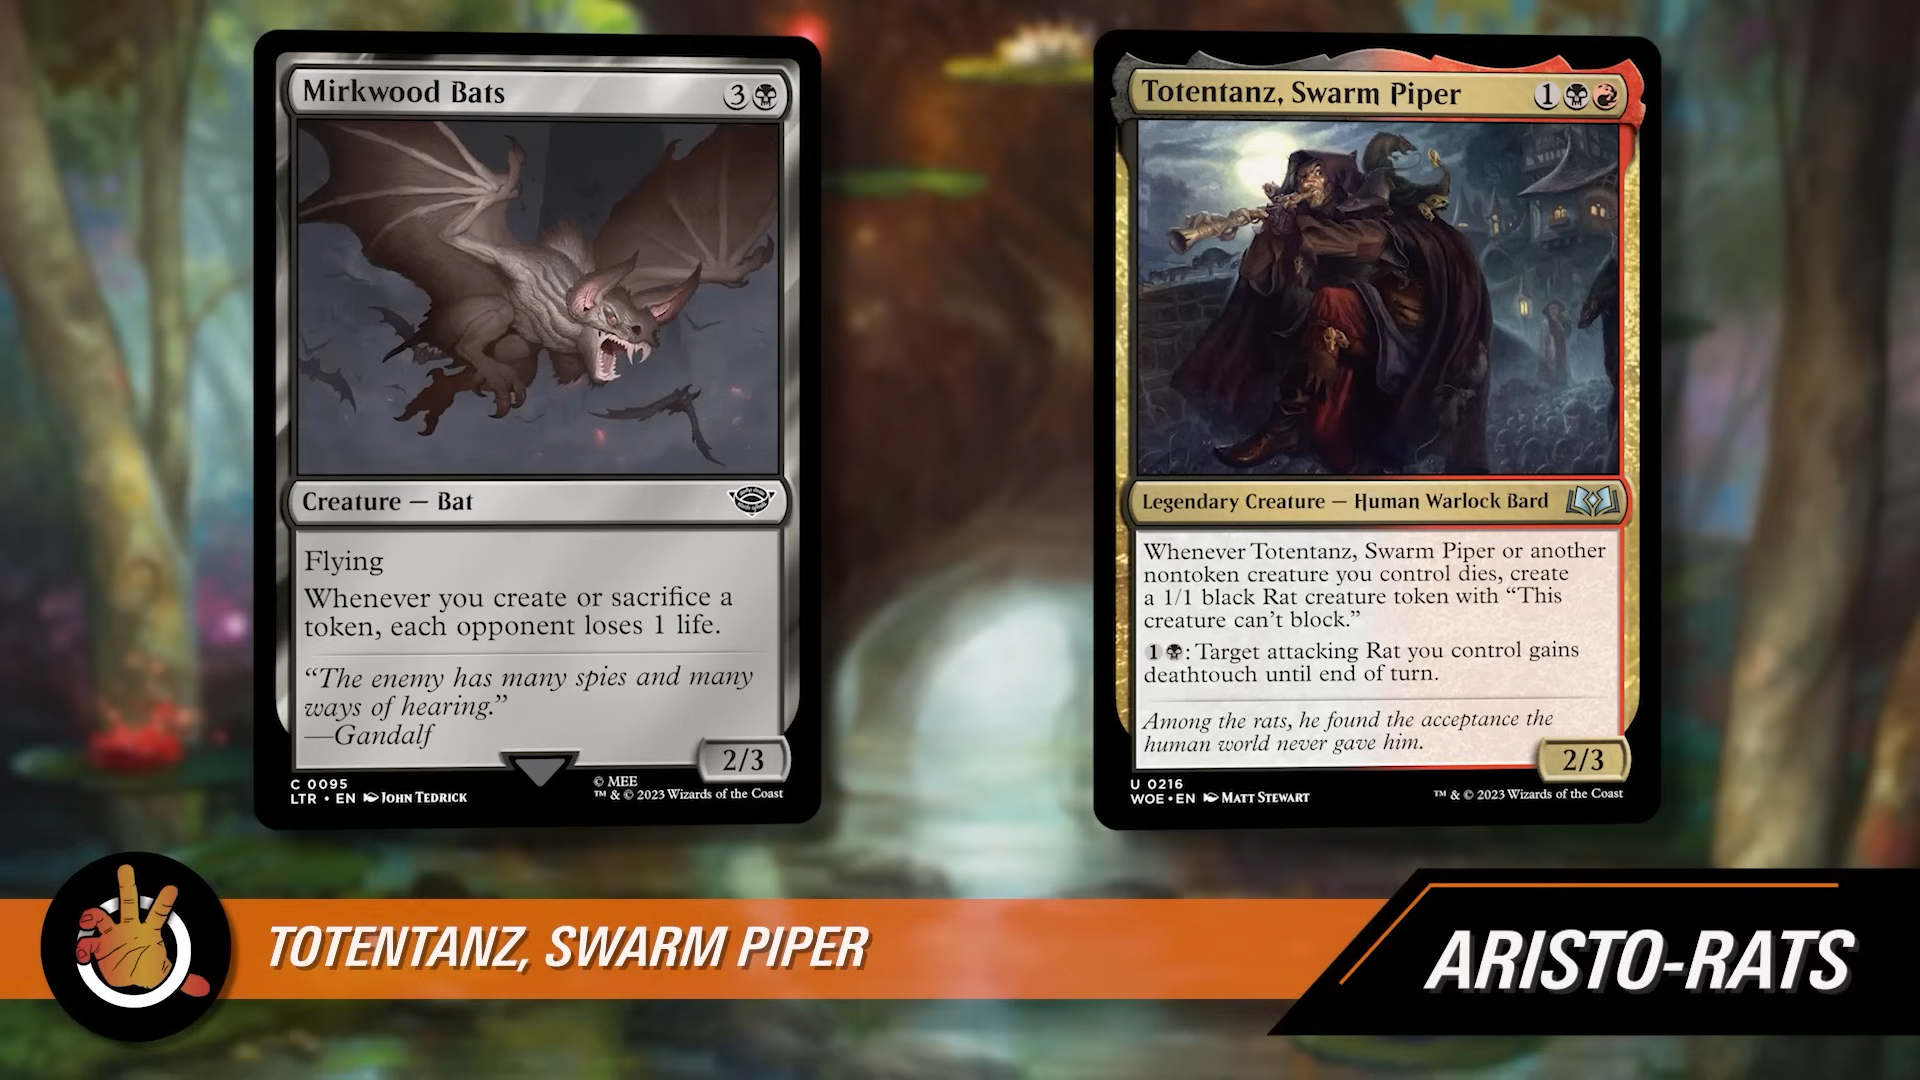 Mirkwood Bats
3
Creature — Bat
Flying
Whenever you create or sacrifice a
token, each opponent loses 1 life.
“The enemy has many spies and many
ways of hearing.”
—Gandalf
2/3
C 0095
LTR • EN JOHN TEDRICK
© MEE
™ & © 2023 Wizards of the Coast
Totentanz, Swarm Piper
1
Legendary Creature — Human Warlock Bard
Whenever Totentanz, Swarm Piper or another
nontoken creature you control dies, create
a 1/1 black Rat creature token with “This
creature can’t block.”
1 : Target attacking Rat you control gains
deathtouch until end of turn.
Among the rats, he found the acceptance the
human world never gave him.
2/3
U 0216
WOE • EN MATT STEWART
™ & © 2023 Wizards of the Coast
TOTENTANZ, SWARM PIPER
ARISTO-RATS